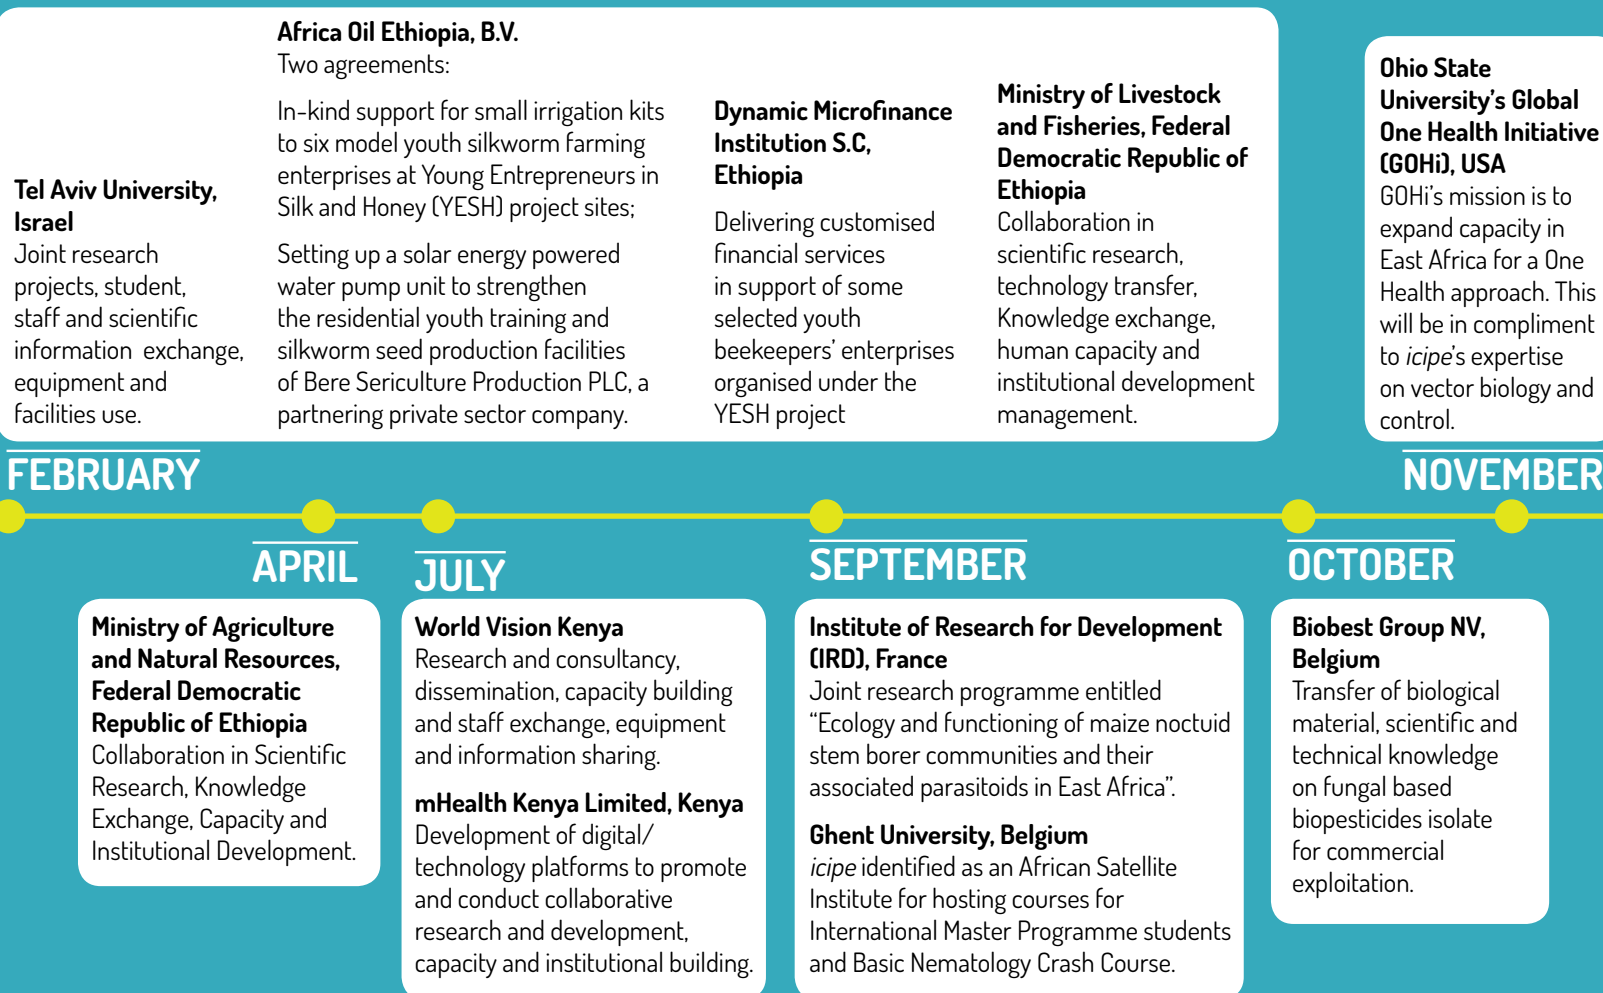 Tel Aviv University,
Israel
Joint research
projects, student,
staff and scientific
information exchange,
equipment and
facilities use.
Africa Oil Ethiopia, B.V.
Two agreements:
In-kind support for small irrigation kits
to six model youth silkworm farming
enterprises at Young Entrepreneurs in
Silk and Honey (YESH) project sites;
Setting up a solar energy powered
water pump unit to strengthen
the residential youth training and
silkworm seed production facilities
of Bere Sericulture Production PLC, a
partnering private sector company.
Dynamic Microfinance
Institution S.C,
Ethiopia
Delivering customised
financial services
in support of some
selected youth
beekeepers' enterprises
organised under the
YESH project
Ministry of Livestock
and Fisheries, Federal
Democratic Republic of
Ethiopia
Collaboration in
scientific research,
technology transfer,
Knowledge exchange,
human capacity and
institutional development
management.
Ohio State
University's Global
One Health Initiative
(GOHi), USA
GOHi's mission is to
expand capacity in
East Africa for a One
Health approach. This
will be in compliment
to icipe's expertise
on vector biology and
control.
FEBRUARY
NOVEMBER
APRIL
JULY
SEPTEMBER
OCTOBER
Ministry of Agriculture
and Natural Resources,
Federal Democratic
Republic of Ethiopia
Collaboration in Scientific
Research, Knowledge
Exchange, Capacity and
Institutional Development.
World Vision Kenya
Research and consultancy,
dissemination, capacity building
and staff exchange, equipment
and information sharing.
mHealth Kenya Limited, Kenya
Development of digital/
technology platforms to promote
and conduct collaborative
research and development,
capacity and institutional building.
Institute of Research for Development
(IRD), France
Joint research programme entitled
“Ecology and functioning of maize noctuid
stem borer communities and their
associated parasitoids in East Africa”.
Ghent University, Belgium
icipe identified as an African Satellite
Institute for hosting courses for
International Master Programme students
and Basic Nematology Crash Course.
Biobest Group NV,
Belgium
Transfer of biological
material, scientific and
technical knowledge
on fungal based
biopesticides isolate
for commercial
exploitation.